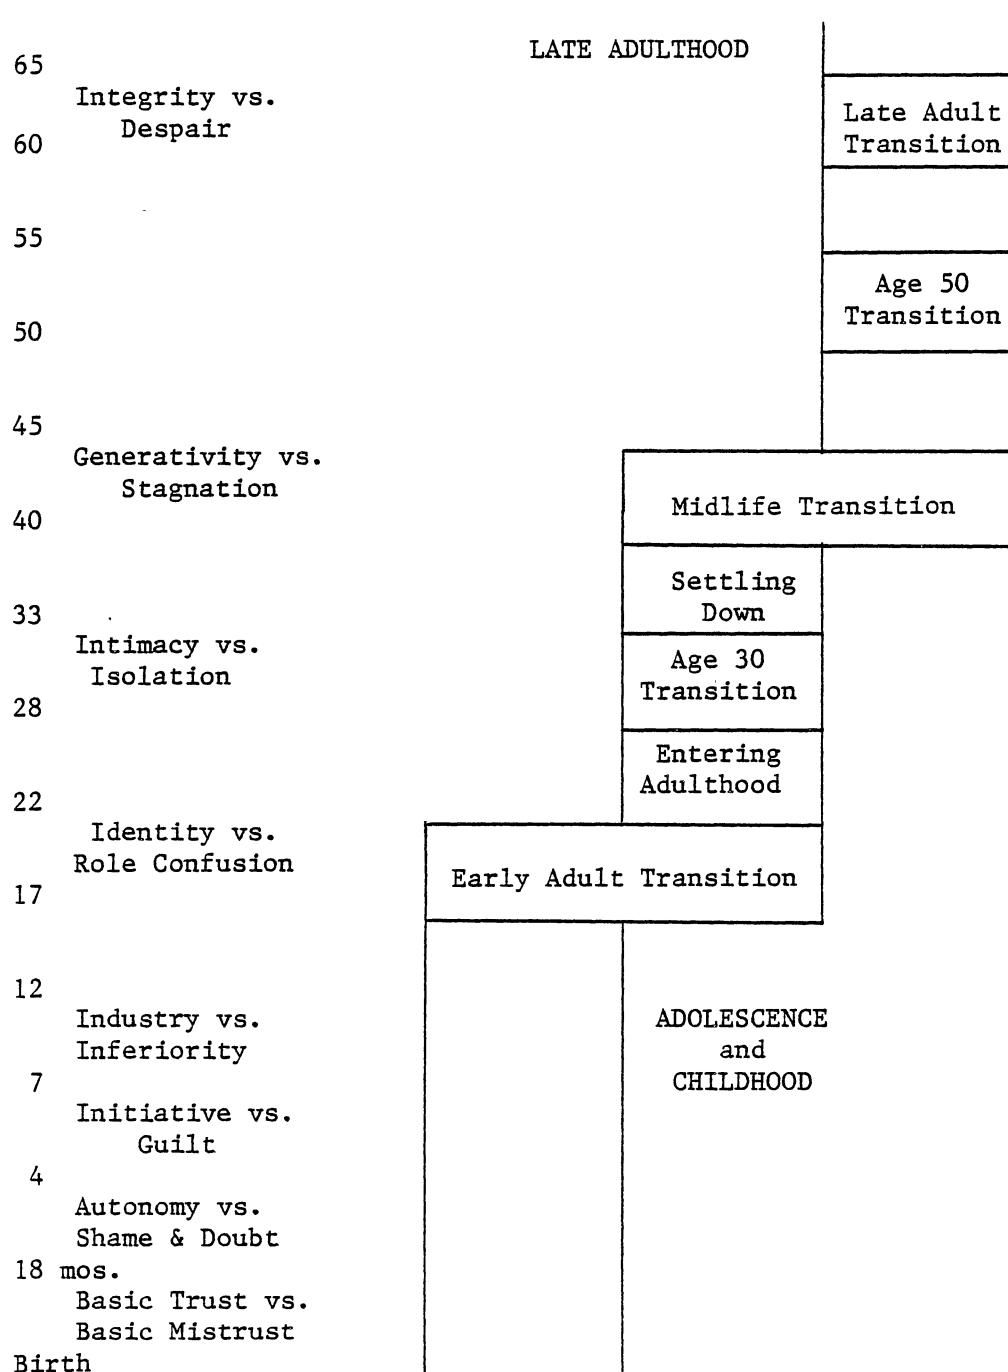 LATE ADULTHOOD
65
Integrity vs.
Despair
Late Adult
60
Transition
55
Age 50
Transition
50
45
Generativity vs.
Stagnation
Midlife Transition
40
Settling
33
Down
Intimacy vs.
Isolation
Age 30
Transition
28
Entering
Adulthood
22
Identity vs.
Role Confusion
Early Adult Transition
17
12
Industry vs.
Inferiority
ADOLESCENCE
and
CHILDHOOD
7
Initiative vs.
Guilt
4
Autonomy vs.
Shame & Doubt
18 mos.
Basic Trust vs.
Basic Mistrust
Birth